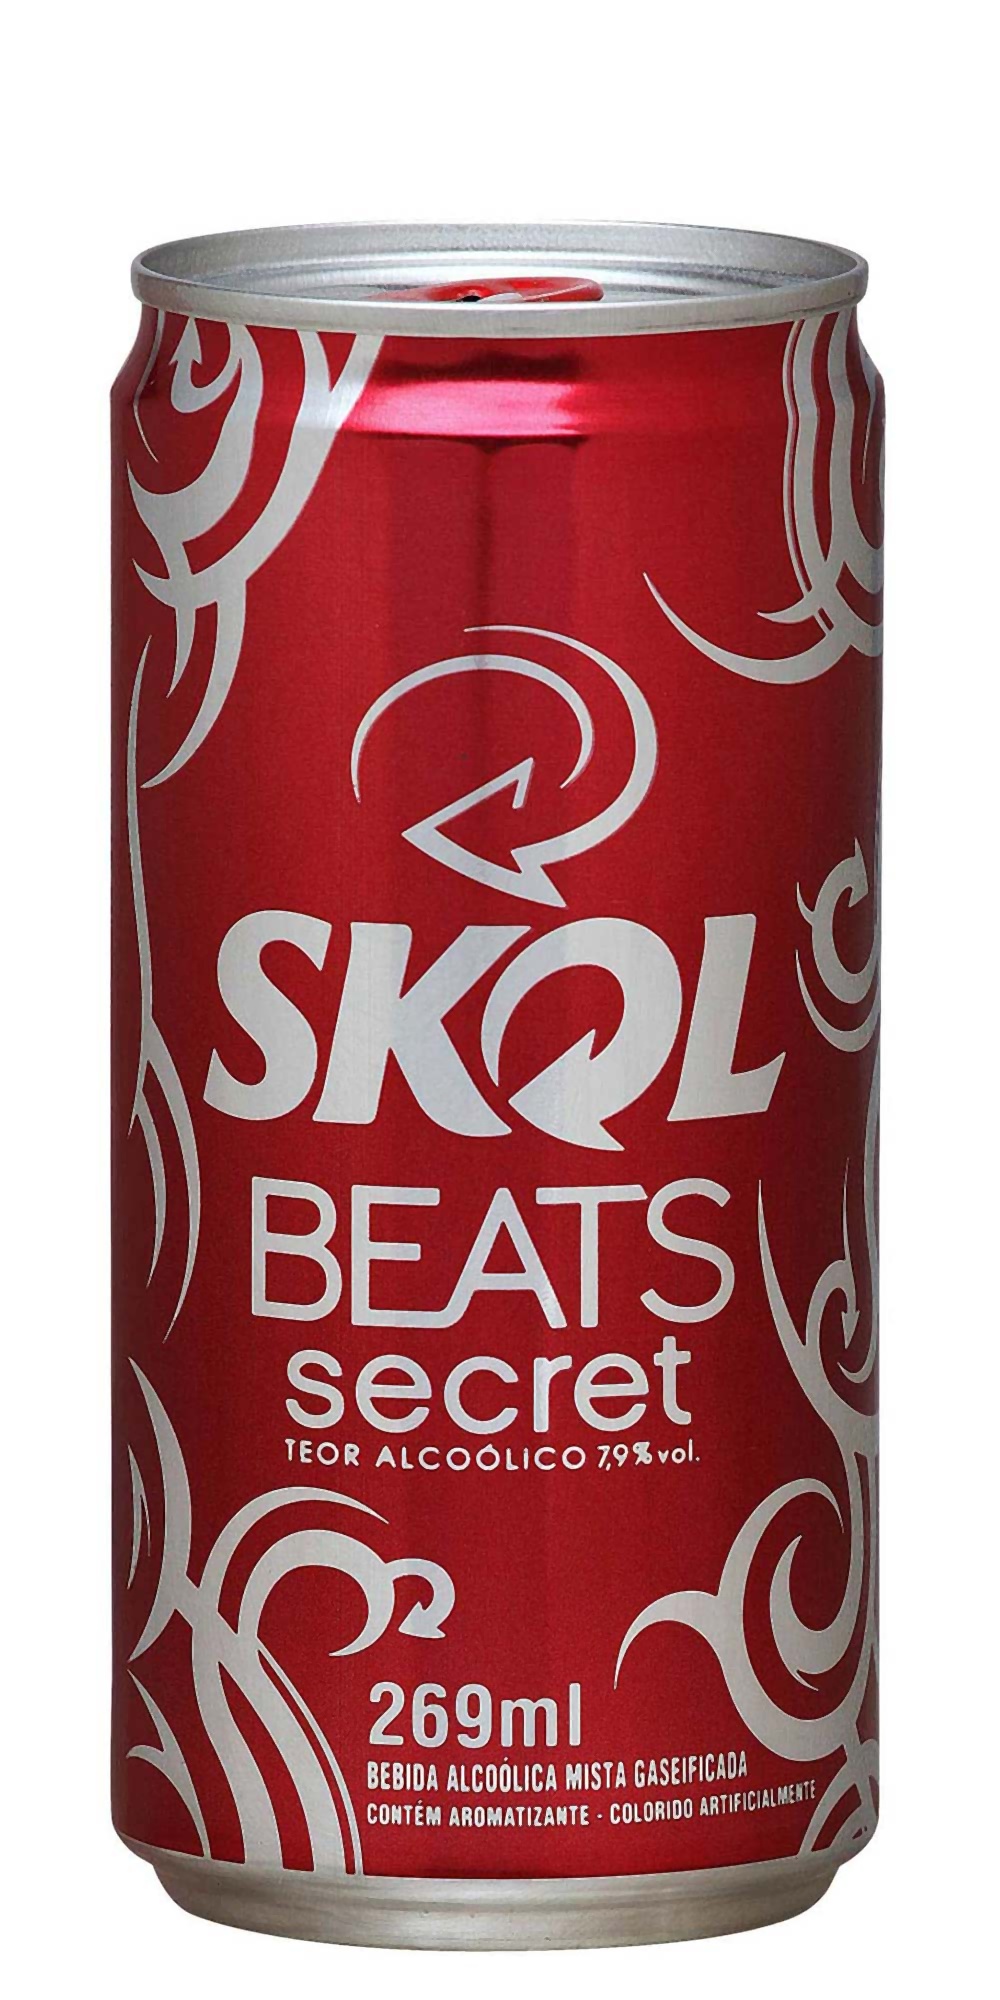 SKOL
BEATS
secret
TEOR ALCOÓLICO 7,9% vol.
269ml
BEBIDA ALCOÓLICA MISTA GASEIFICADA
CONTÉM AROMATIZANTE - COLORIDO ARTIFICIALMENTE